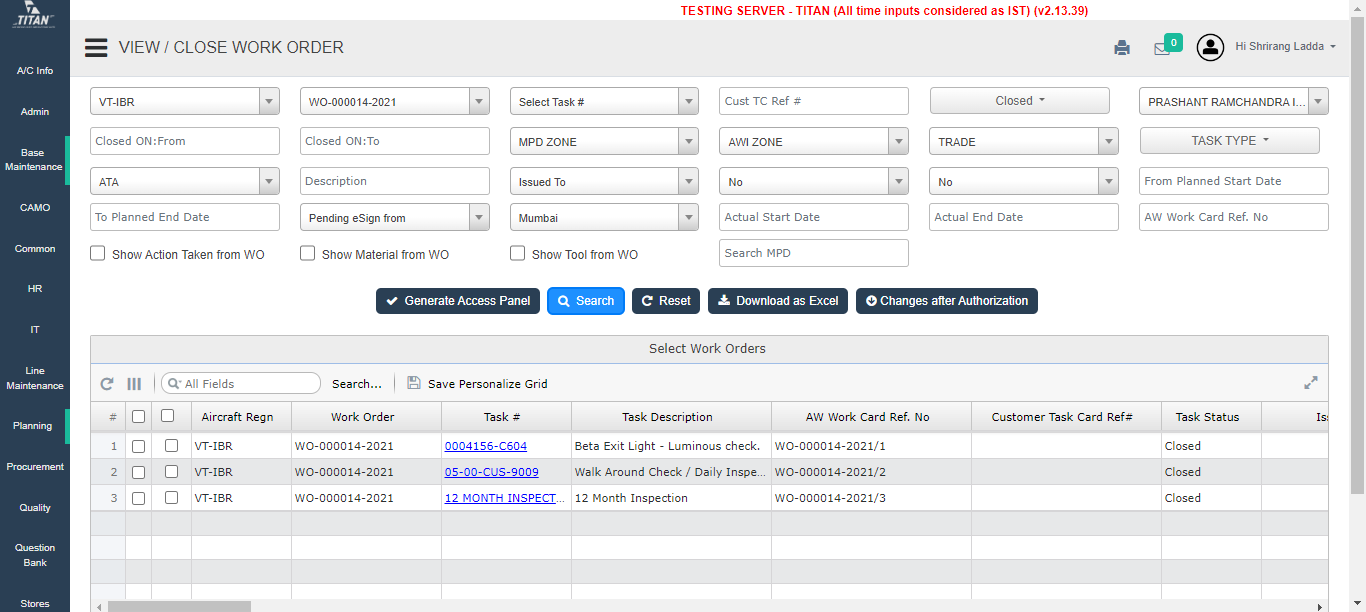 TESTING SERVER - TITAN (All time inputs considered as IST) (v2.13.39)
TITAN
VIEW / CLOSE WORK ORDER
0
Hi Shrirang Ladda
A/C Info
Admin
Base
Maintenance
CAMO
Common
HR
IT
Line
Maintenance
Planning
Procurement
Quality
Question
Bank
Stores
VT-IBR
WO-000014-2021
Select Task #
Cust TC Ref #
Closed
PRASHANT RAMCHANDRA I...
Closed ON:From
Closed ON:To
MPD ZONE
AWI ZONE
TRADE
TASK TYPE
ATA
Description
Issued To
No
No
From Planned Start Date
To Planned End Date
Pending eSign from
Mumbai
Actual Start Date
Actual End Date
AW Work Card Ref. No
Show Action Taken from WO
Show Material from WO
Show Tool from WO
Search MPD
Generate Access Panel
Search
Reset
Download as Excel
Changes after Authorization
Select Work Orders
All Fields
Search...
Save Personalize Grid
# Aircraft Regn Work Order Task # Task Description AW Work Card Ref. No Customer Task Card Ref# Task Status Is
1 VT-IBR WO-000014-2021 0004156-C604 Beta Exit Light - Luminous check. WO-000014-2021/1 Closed
2 VT-IBR WO-000014-2021 05-00-CUS-9009 Walk Around Check / Daily Inspe... WO-000014-2021/2 Closed
3 VT-IBR WO-000014-2021 12 MONTH INSPECT... 12 Month Inspection WO-000014-2021/3 Closed